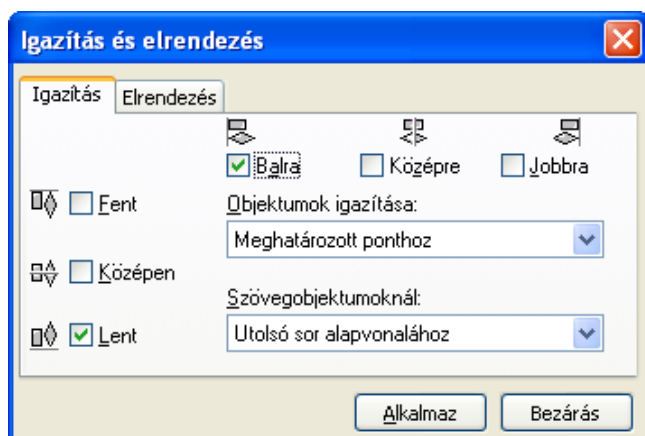 Igazítás és elrendezés
Igazítás Elrendezés
Balra Középre Jobbra
Fent Objektumok igazítása:
Meghatározott ponthoz
Középen
Szövegobjektumoknál:
Lent Utolsó sor alapvonalához
Alkalmaz Bezárás